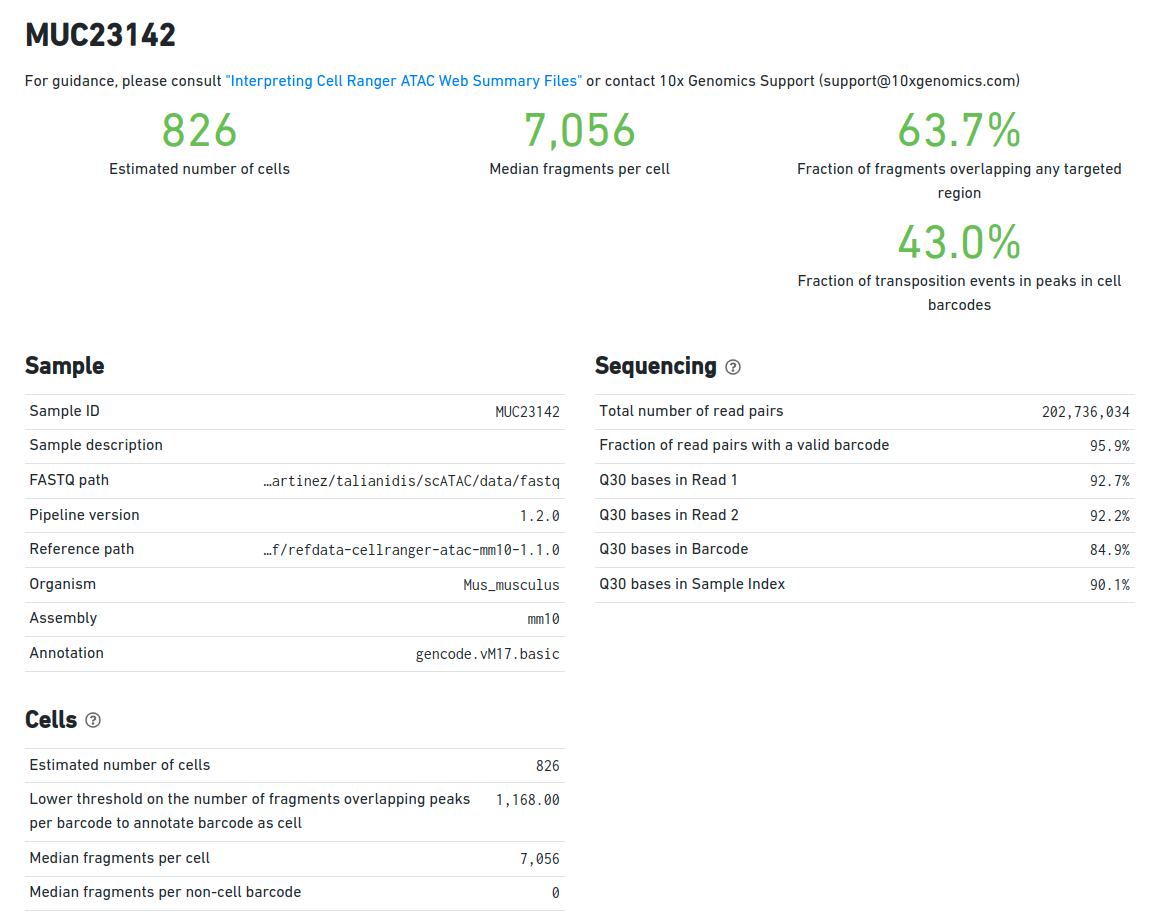 MUC23142
For guidance, please consult "Interpreting Cell Ranger ATAC Web Summary Files" or contact 10x Genomics Support (support@10xgenomics.com)
826
Estimated number of cells
7,056
Median fragments per cell
63.7%
Fraction of fragments overlapping any targeted
region
43.0%
Fraction of transposition events in peaks in cell
barcodes
Sample
Sample ID MUC23142
Sample description
FASTQ path …artinez/talianidis/scATAC/data/fastq
Pipeline version 1.2.0
Reference path …f/refdata-cellranger-atac-mm10-1.1.0
Organism Mus_musculus
Assembly mm10
Annotation gencode.vM17.basic
Sequencing ?
Total number of read pairs 202,736,034
Fraction of read pairs with a valid barcode 95.9%
Q30 bases in Read 1 92.7%
Q30 bases in Read 2 92.2%
Q30 bases in Barcode 84.9%
Q30 bases in Sample Index 90.1%
Cells ?
Estimated number of cells 826
Lower threshold on the number of fragments overlapping peaks 1,168.00
per barcode to annotate barcode as cell
Median fragments per cell 7,056
Median fragments per non-cell barcode 0